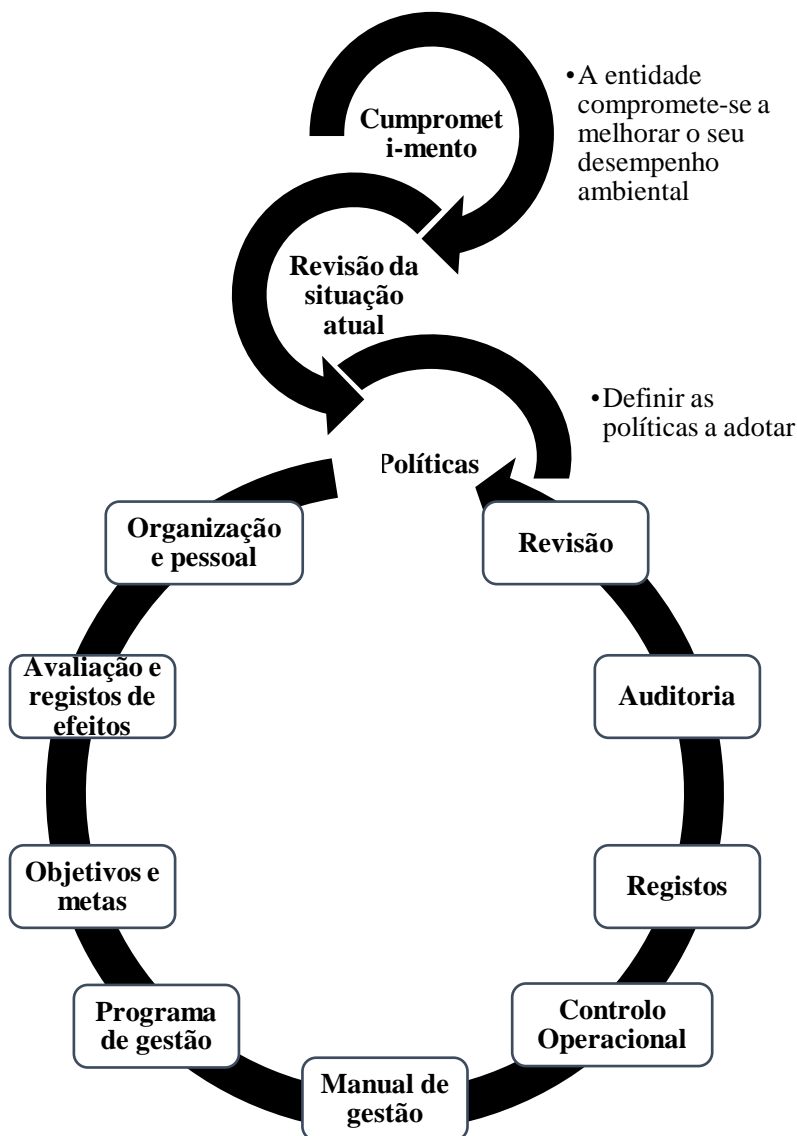 Cumpromet
i-mento
•A entidade
compromete-se a
melhorar o seu
desempenho
ambiental
Revisão da
situação
atual
•Definir as
políticas a adotar
Políticas
Organização
e pessoal
Revisão
Avaliação e
registos de
efeitos
Auditoria
Objetivos e
metas
Registos
Programa
de gestão
Controlo
Operacional
Manual de
gestão